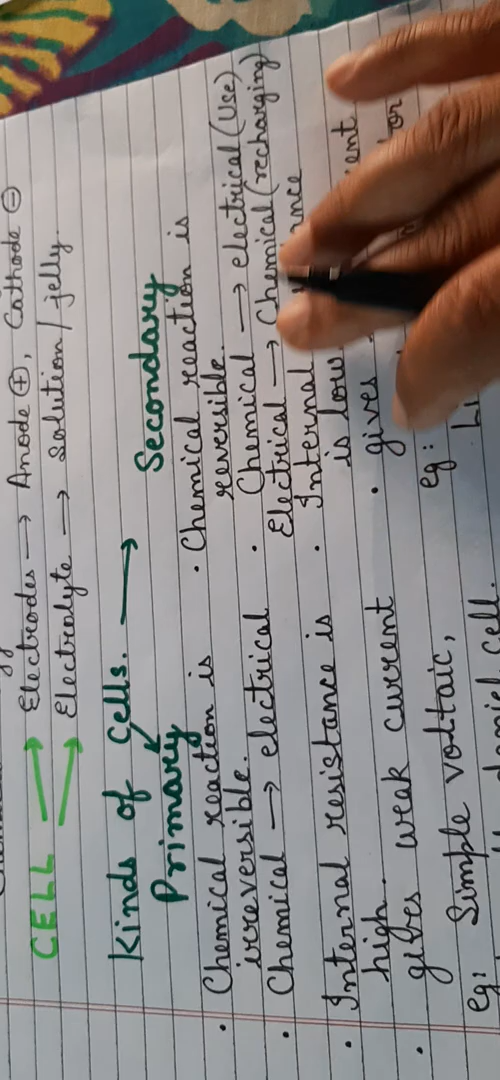 CELL → Electrodes → Anode ⊕, Cathode ⊖
→ Electrolyte → Solution/jelly.
Kinds of cells. →
Primary
• Chemical reaction is
irreversible.
• Chemical → electrical
• Internal resistance is
high.
• gives weak current
eg: Simple voltaic,
cell.
Secondary
• Chemical reaction is
reversible.
• Chemical → electrical (Use)
Electrical → Chemical (recharging)
• Internal
is low.
• gives
eg: